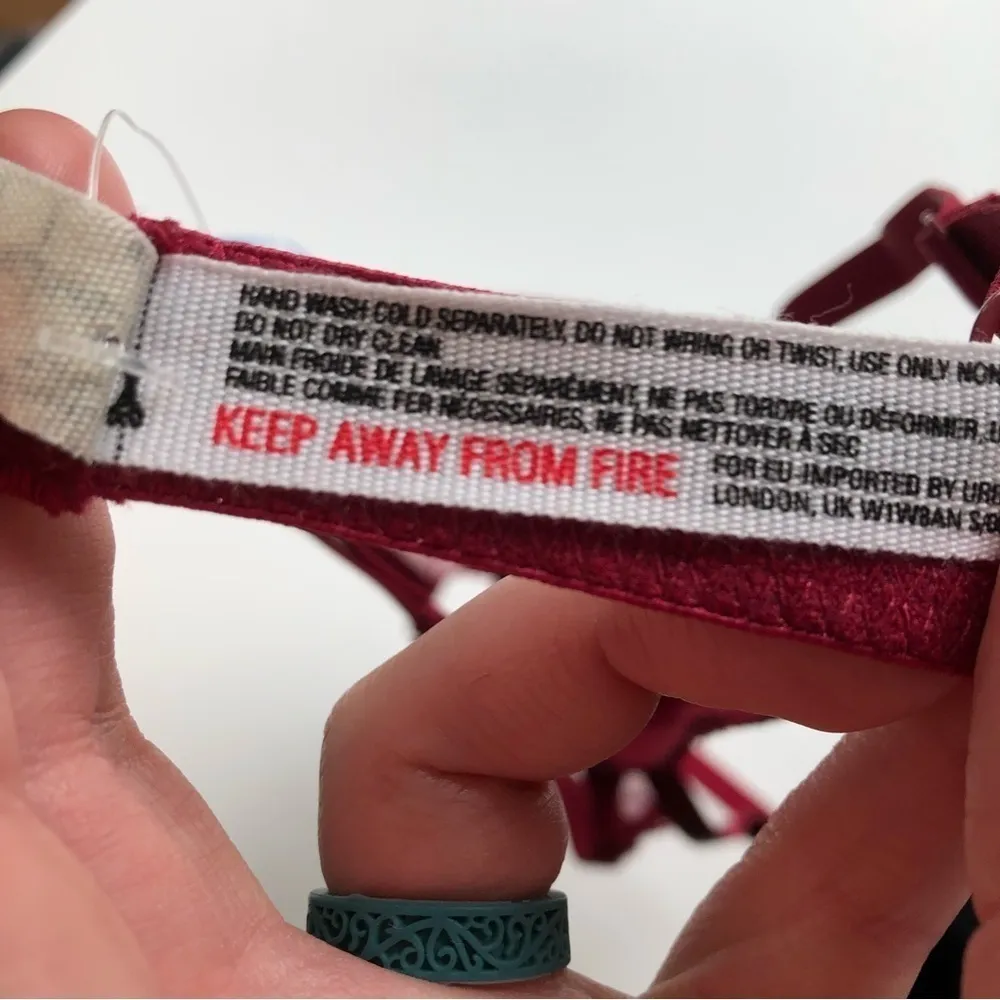 HAND WASH COLD SEPARATELY, DO NOT WRING OR TWIST, USE ONLY NON
DO NOT DRY CLEAN
MAIN FROIDE DE LAVAGE SÉPARÉMENT, NE PAS TORDRE OU DÉFORMER,
FAIBLE COMME FER NÉCESSAIRES, NE PAS NETTOYER À SEC
KEEP AWAY FROM FIRE
FOR EU-IMPORTED BY
LONDON, UK W1W8AN